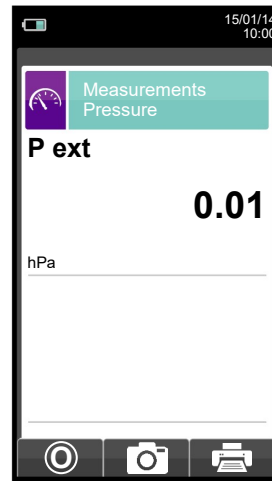 15/01/14
10:00
Measurements
Pressure
P ext
0.01
hPa